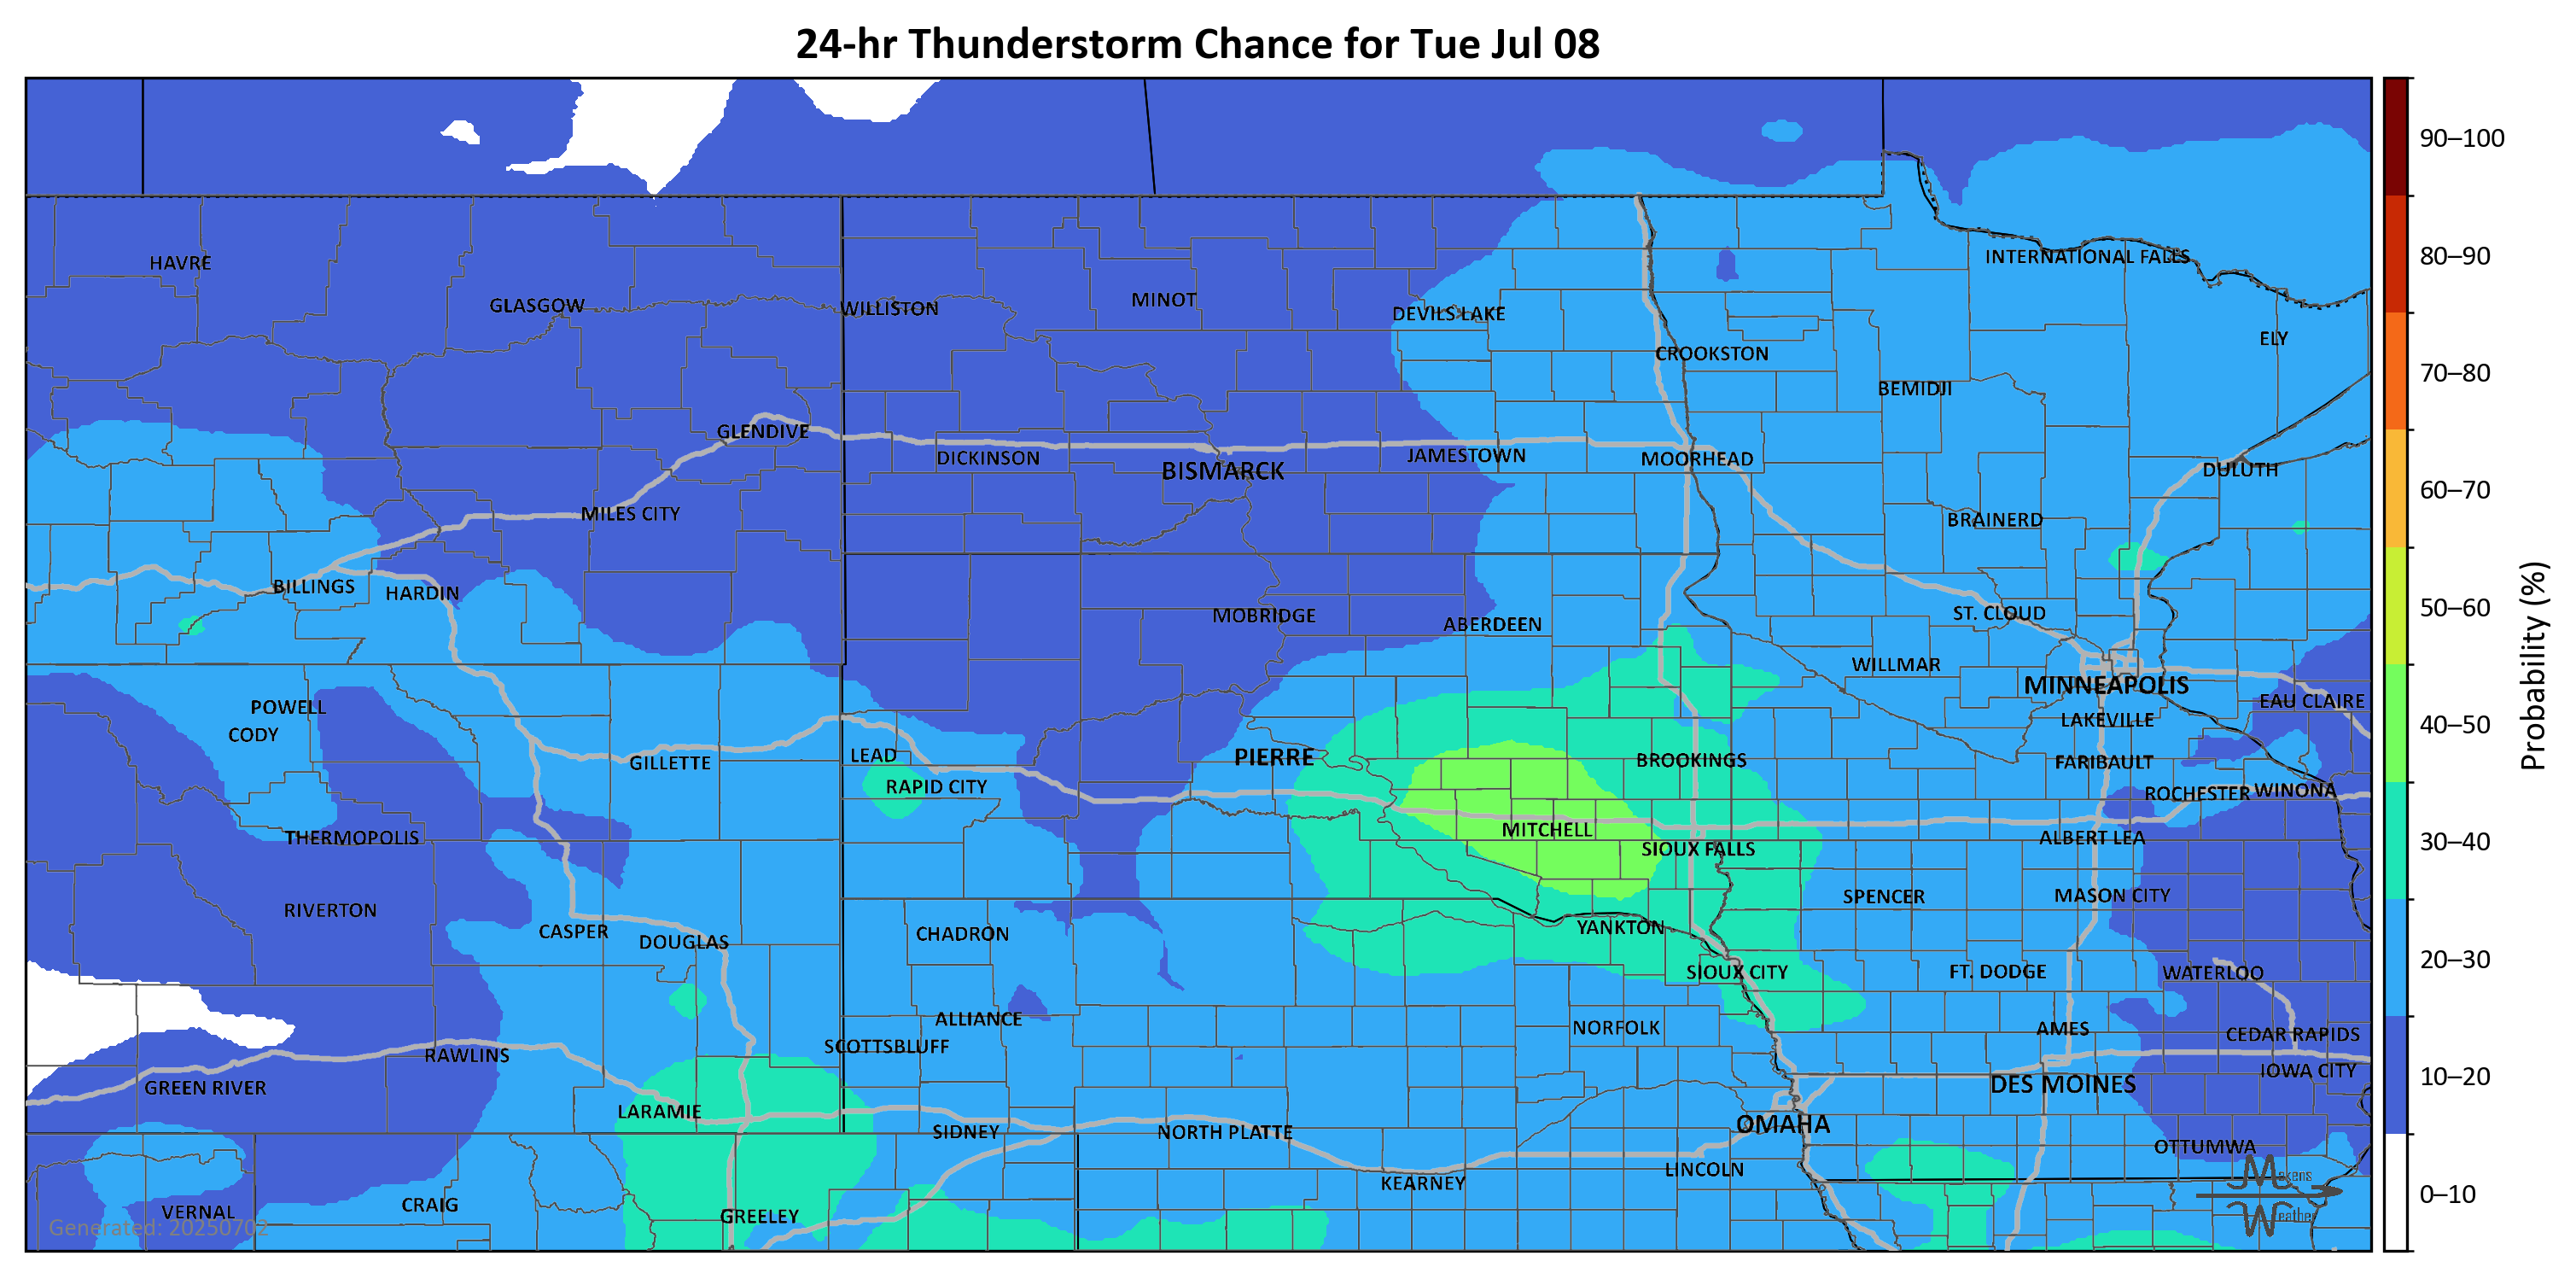 24-hr Thunderstorm Chance for Tue Jul 08
90–100
HAVRE
INTERNATIONAL FALLS
80–90
GLASGOW
WILLISTON
MINOT
DEVILS LAKE
ELY
CROOKSTON
70–80
BEMIDJI
GLENDIVE
DICKINSON
BISMARCK
JAMESTOWN
MOORHEAD
DULUTH
60–70
MILES CITY
BRAINERD
BILLINGS
HARDIN
MOBRIDGE
ABERDEEN
ST. CLOUD
50–60
WILLMAR
MINNEAPOLIS
EAU CLAIRE
Probability (%)
POWELL
LAKEVILLE
40–50
CODY
LEAD
PIERRE
BROOKINGS
GILLETTE
FARIBAULT
RAPID CITY
ROCHESTER
WINONA
THERMOPOLIS
MITCHELL
SIOUX FALLS
ALBERT LEA
30–40
SPENCER
MASON CITY
RIVERTON
CASPER
DOUGLAS
CHADRON
YANKTON
SIOUX CITY
FT. DODGE
WATERLOO
20–30
ALLIANCE
NORFOLK
AMES
CEDAR RAPIDS
SCOTTSBLUFF
RAWLINS
GREEN RIVER
DES MOINES
IOWA CITY
10–20
LARAMIE
OMAHA
SIDNEY
NORTH PLATTE
OTTUMWA
LINCOLN
KEARNEY
Makens
Weather
0–10
CRAIG
VERNAL
GREELEY
Generated: 20250702